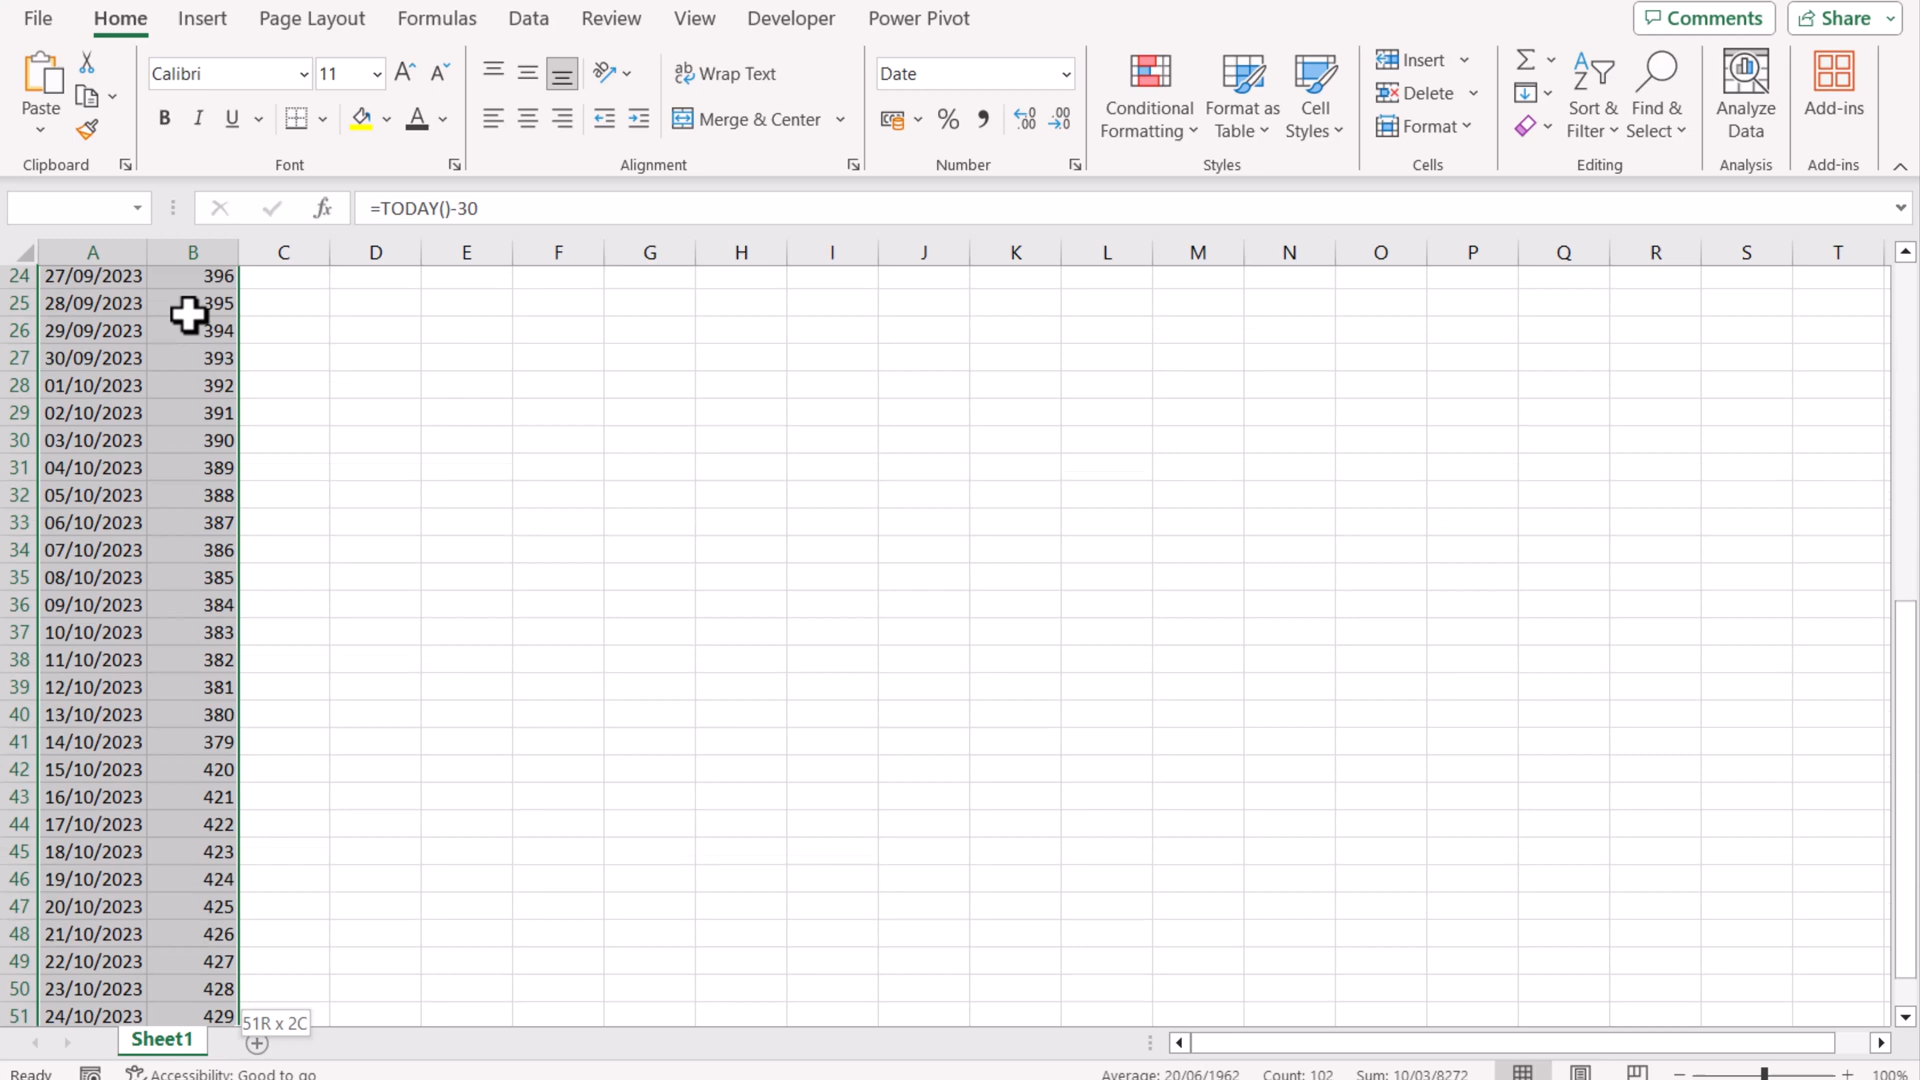 File Home Insert Page Layout Formulas Data Review View Developer Power Pivot Comments Share
Paste Calibri 11 Wrap Text Date Conditional Formatting Format as Table Cell Styles Insert Delete Format Sort & Filter Find & Select Analyze Data Add-ins
B I U Merge & Center % ,
Clipboard Font Alignment Number Styles Cells Editing Analysis Add-ins
fx =TODAY()-30
A B C D E F G H I J K L M N O P Q R S T
24 27/09/2023 396
25 28/09/2023 395
26 29/09/2023 394
27 30/09/2023 393
28 01/10/2023 392
29 02/10/2023 391
30 03/10/2023 390
31 04/10/2023 389
32 05/10/2023 388
33 06/10/2023 387
34 07/10/2023 386
35 08/10/2023 385
36 09/10/2023 384
37 10/10/2023 383
38 11/10/2023 382
39 12/10/2023 381
40 13/10/2023 380
41 14/10/2023 379
42 15/10/2023 420
43 16/10/2023 421
44 17/10/2023 422
45 18/10/2023 423
46 19/10/2023 424
47 20/10/2023 425
48 21/10/2023 426
49 22/10/2023 427
50 23/10/2023 428
51 24/10/2023 429 51R x 2C
Sheet1
Ready Accessibility: Good to go Average: 20/06/1962 Count: 102 Sum: 10/03/8272 100%